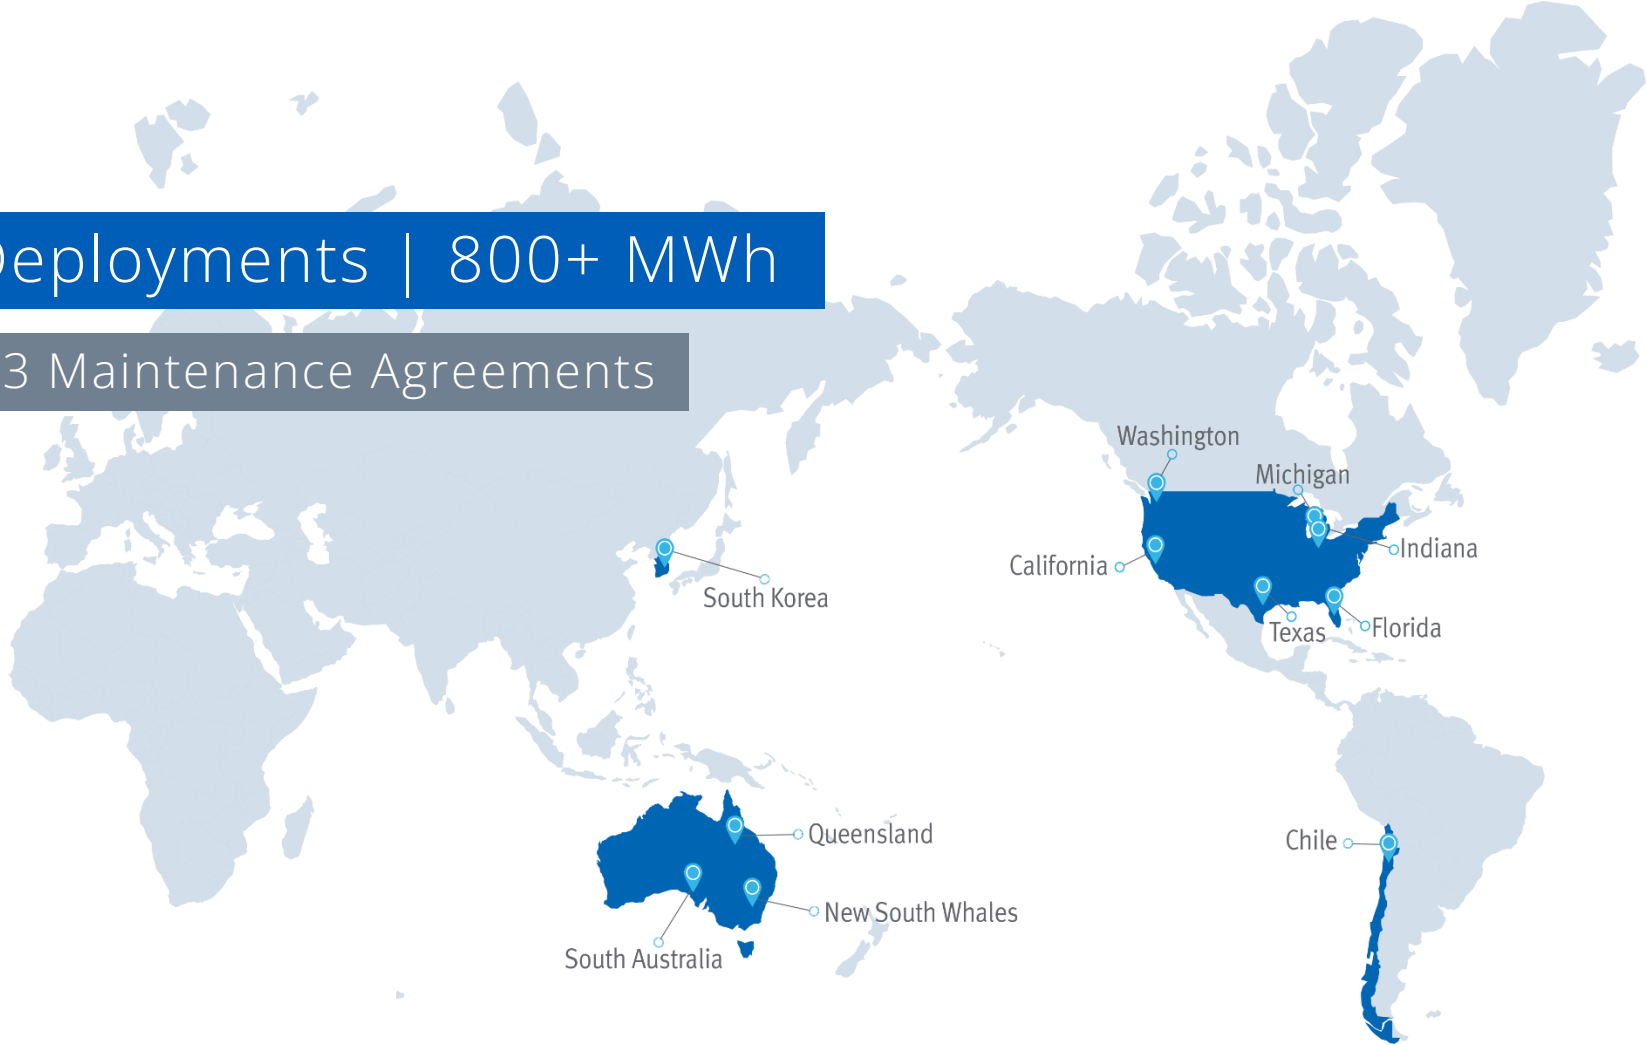 Deployments | 800+ MWh
3 Maintenance Agreements
Washington
Michigan
Indiana
California
South Korea
Texas
Florida
Queensland
Chile
New South Whales
South Australia